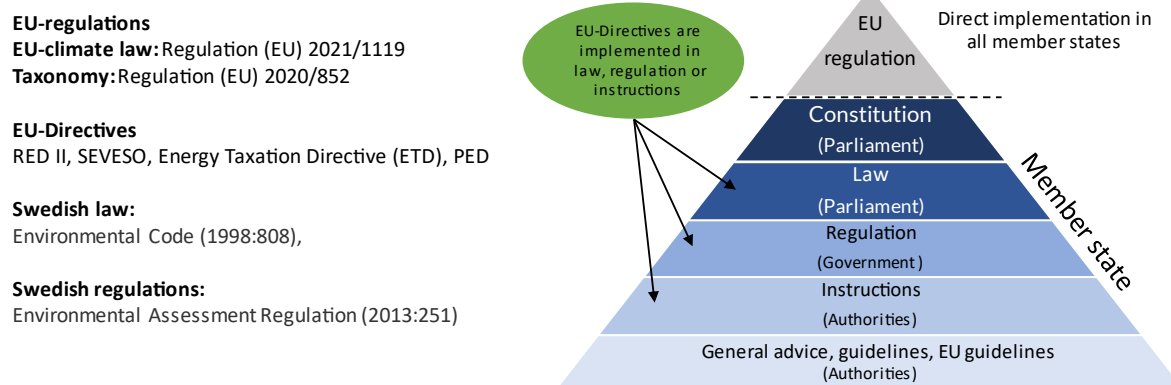 EU-regulations
EU-climate law: Regulation (EU) 2021/1119
Taxonomy: Regulation (EU) 2020/852
EU-Directives
RED II, SEVESO, Energy Taxation Directive (ETD), PED
Swedish law:
Environmental Code (1998:808),
Swedish regulations:
Environmental Assessment Regulation (2013:251)
EU-Directives are
implemented in
law, regulation or
instructions
EU
regulation
Direct implementation in
all member states
Constitution
(Parliament)
Law
(Parliament)
Regulation
(Government)
Instructions
(Authorities)
General advice, guidelines, EU guidelines
(Authorities)
Member state